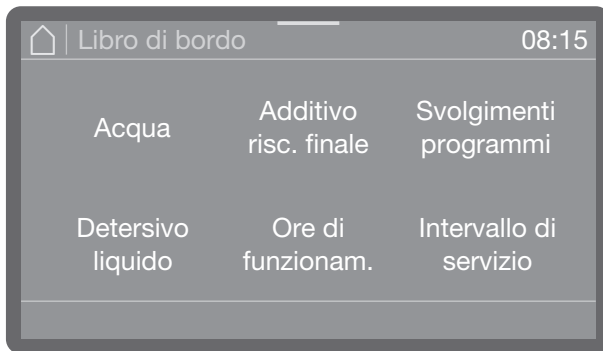 Libro di bordo 08:15
Acqua
Additivo
risc. finale
Svolgimenti
programmi
Detersivo
liquido
Ore di
funzionam.
Intervallo di
servizio